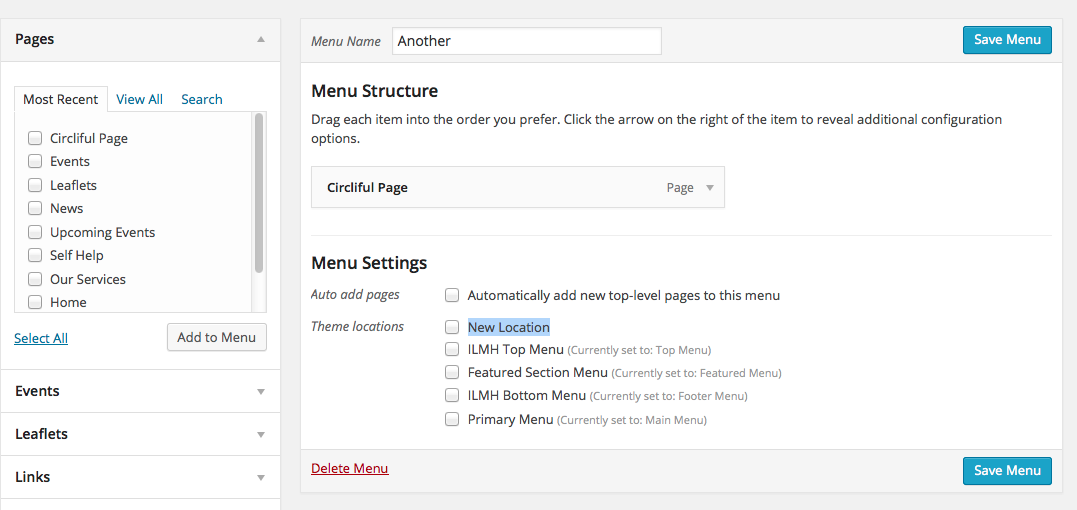 Pages
Most Recent View All Search
Circliful Page
Events
Leaflets
News
Upcoming Events
Self Help
Our Services
Home
Select All Add to Menu
Events
Leaflets
Links
Menu Name Another Save Menu
Menu Structure
Drag each item into the order you prefer. Click the arrow on the right of the item to reveal additional configuration
options.
Circliful Page Page
Menu Settings
Auto add pages Automatically add new top-level pages to this menu
Theme locations New Location
ILMH Top Menu (Currently set to: Top Menu)
Featured Section Menu (Currently set to: Featured Menu)
ILMH Bottom Menu (Currently set to: Footer Menu)
Primary Menu (Currently set to: Main Menu)
Delete Menu Save Menu